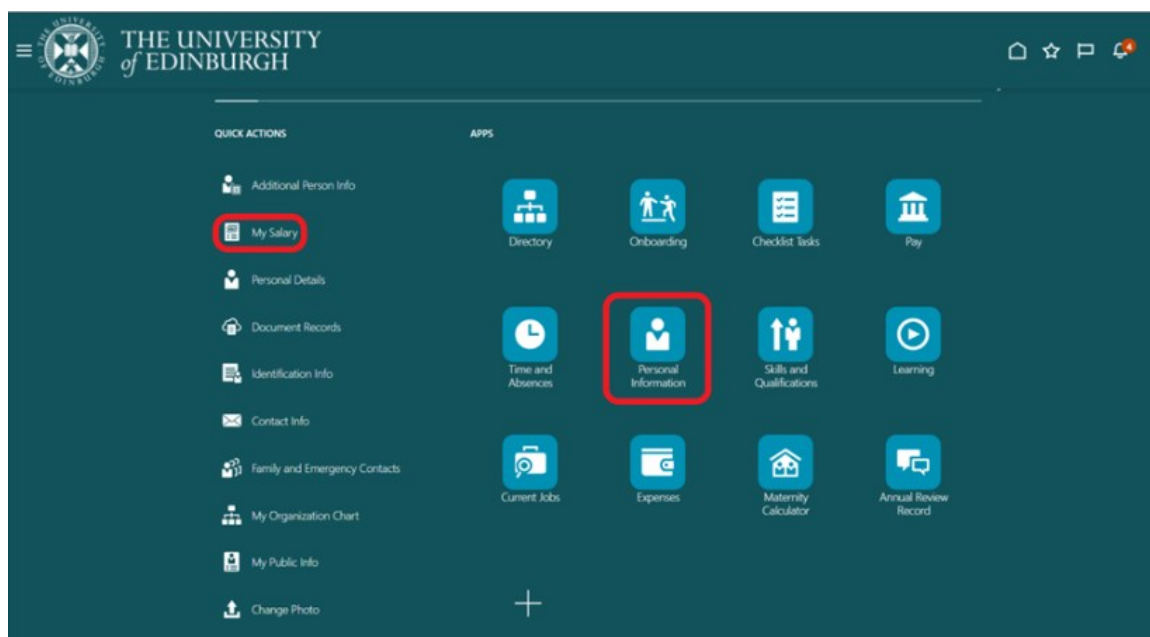 THE UNIVERSITY
of EDINBURGH
4
QUICK ACTIONS
Additional Person Info
My Salary
Personal Details
Document Records
Identification Info
Contact Info
Family and Emergency Contacts
My Organization Chart
My Public Info
Change Photo
APPS
Directory
Onboarding
Checklist Tasks
Pay
Time and
Absences
Personal
Information
Skills and
Qualifications
Learning
Current Jobs
Expenses
Maternity
Calculator
Annual Review
Record